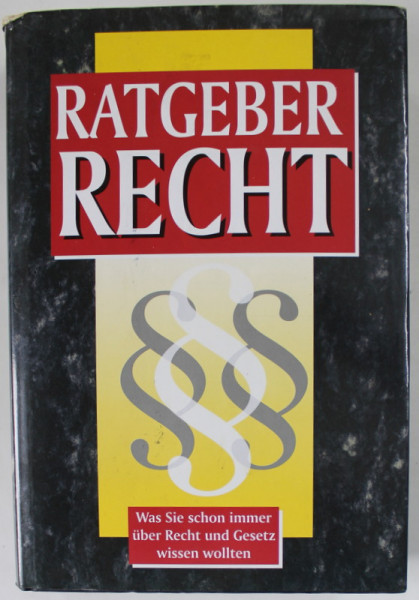 RATGEBER
RECHT
§§§
Was Sie schon immer
über Recht und Gesetz
wissen wollten